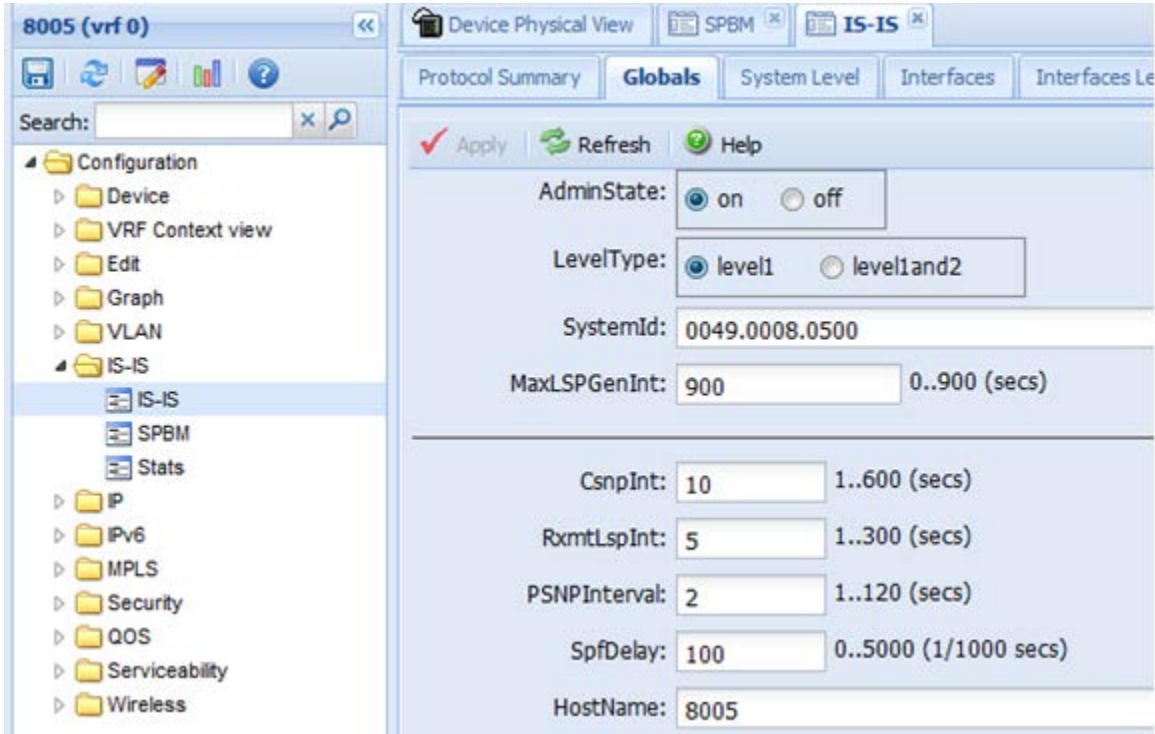 8005 (vrf 0)
Search:
Configuration
Device
VRF Context view
Edit
Graph
VLAN
IS-IS
IS-IS
SPBM
Stats
IP
IPv6
MPLS
Security
QOS
Serviceability
Wireless
Device Physical View SPBM IS-IS
Protocol Summary Globals System Level Interfaces Interfaces Le
Apply Refresh Help
AdminState: on off
LevelType: level1 level1and2
SystemId: 0049.0008.0500
MaxLSPGenInt: 900 0..900 (secs)
CsnpInt: 10 1..600 (secs)
RxmtLspInt: 5 1..300 (secs)
PSNPInterval: 2 1..120 (secs)
SpfDelay: 100 0..5000 (1/1000 secs)
HostName: 8005